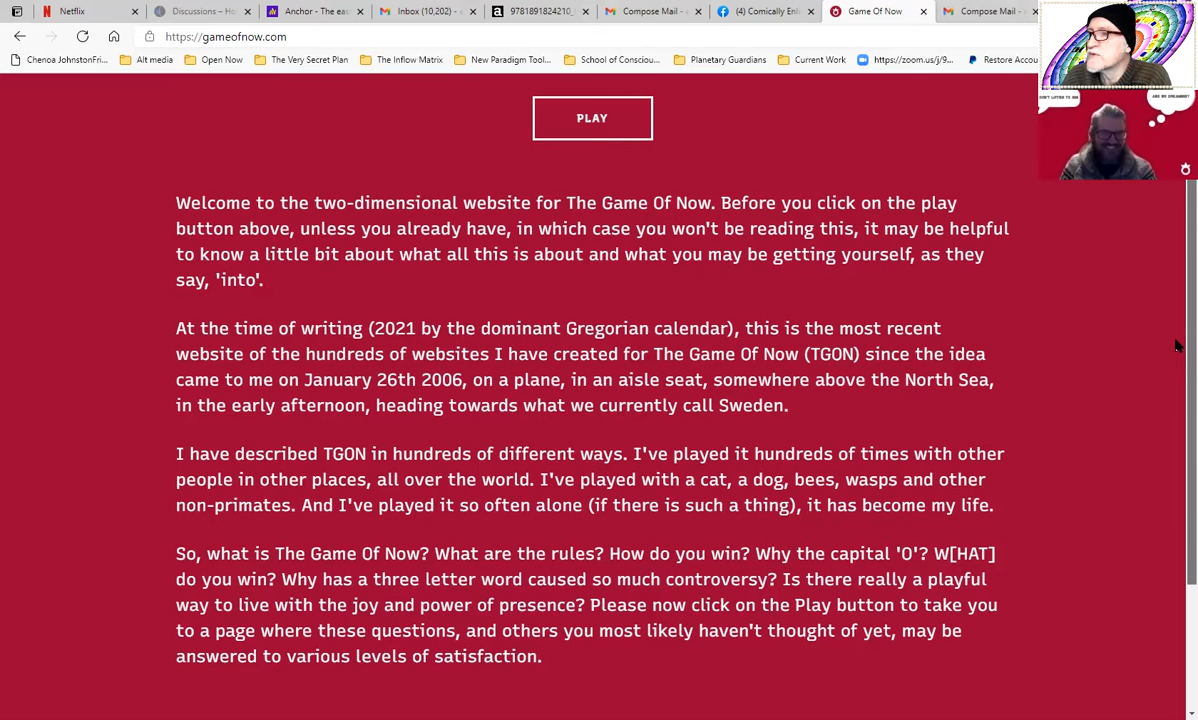 Netflix
Discussions – Ho
Anchor - The eas
Inbox (10,202) -
9781891824210_
Compose Mail -
(4) Comically Enl
Game Of Now
Compose Mail -
https://gameofnow.com
Chenoa JohnstonFri...
Alt media
Open Now
The Very Secret Plan
The Inflow Matrix
New Paradigm Tool...
School of Consciou...
Planetary Guardians
Current Work
https://zoom.us/j/9...
Restore Accou
ARE WE DREAMING?
PLAY
Welcome to the two-dimensional website for The Game Of Now. Before you click on the play
button above, unless you already have, in which case you won't be reading this, it may be helpful
to know a little bit about what all this is about and what you may be getting yourself, as they
say, 'into'.
At the time of writing (2021 by the dominant Gregorian calendar), this is the most recent
website of the hundreds of websites I have created for The Game Of Now (TGON) since the idea
came to me on January 26th 2006, on a plane, in an aisle seat, somewhere above the North Sea,
in the early afternoon, heading towards what we currently call Sweden.
I have described TGON in hundreds of different ways. I've played it hundreds of times with other
people in other places, all over the world. I've played with a cat, a dog, bees, wasps and other
non-primates. And I've played it so often alone (if there is such a thing), it has become my life.
So, what is The Game Of Now? What are the rules? How do you win? Why the capital 'O'? W[HAT]
do you win? Why has a three letter word caused so much controversy? Is there really a playful
way to live with the joy and power of presence? Please now click on the Play button to take you
to a page where these questions, and others you most likely haven't thought of yet, may be
answered to various levels of satisfaction.